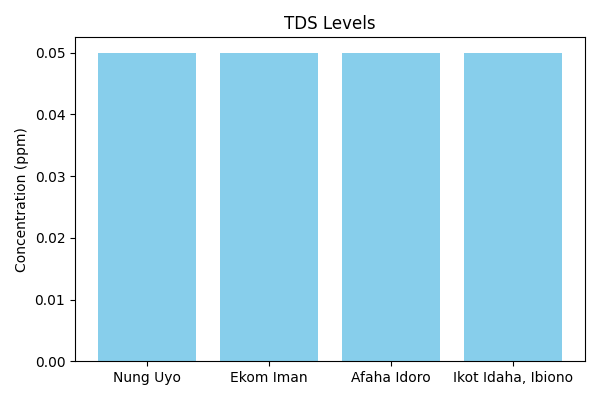 TDS Levels
Concentration (ppm)
0.05
0.04
0.03
0.02
0.01
0.00
Nung Uyo
Ekom Iman
Afaha Idoro
Ikot Idaha, Ibiono